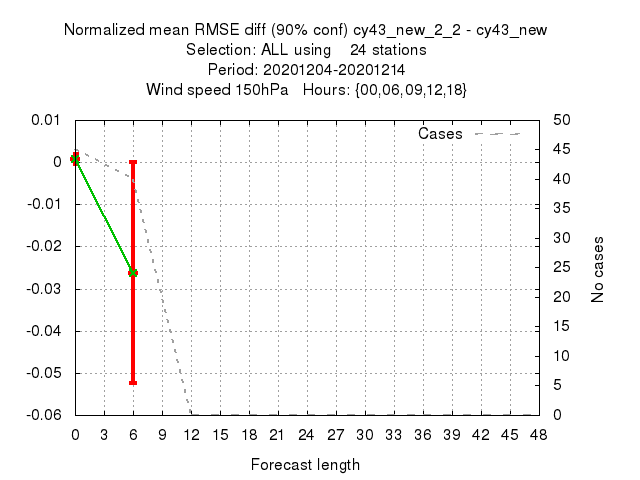 Normalized mean RMSE diff (90% conf) cy43_new_2_2 - cy43_new
Selection: ALL using 24 stations
Period: 20201204-20201214
Wind speed 150hPa Hours: {00,06,09,12,18}
Cases
0.01
0
-0.01
-0.02
-0.03
-0.04
-0.05
-0.06
50
45
40
35
30
25
20
15
10
5
0
No cases
0 3 6 9 12 15 18 21 24 27 30 33 36 39 42 45 48
Forecast length